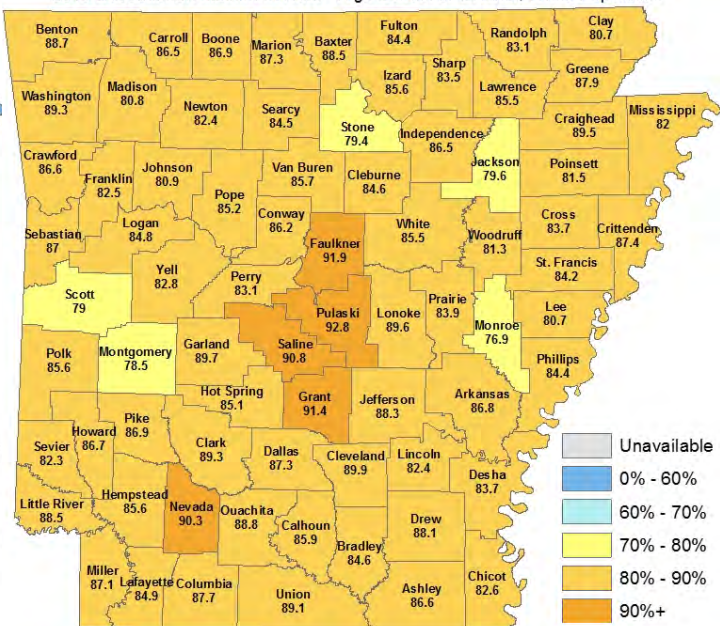 Benton
88.7
Carroll
86.5
Boone
86.9
Marion
87.3
Baxter
88.5
Fulton
84.4
Randolph
83.1
Clay
80.7
Washington
89.3
Madison
80.8
Newton
82.4
Searcy
84.5
Stone
79.4
Izard
85.6
Sharp
83.5
Lawrence
85.5
Greene
87.9
Independence
86.5
Jackson
79.6
Craighead
89.5
Mississippi
82
Crawford
86.6
Franklin
82.5
Johnson
80.9
Pope
85.2
Van Buren
85.7
Cleburne
84.6
Poinsett
81.5
Sebastian
87
Logan
84.8
Conway
86.2
Faulkner
91.9
White
85.5
Woodruff
81.3
Cross
83.7
Crittenden
87.4
St. Francis
84.2
Scott
79
Yell
82.8
Perry
83.1
Pulaski
92.8
Lonoke
89.6
Prairie
83.9
Monroe
76.9
Lee
80.7
Phillips
84.4
Polk
85.6
Montgomery
78.5
Garland
89.7
Saline
90.8
Hot Spring
85.1
Grant
91.4
Jefferson
88.3
Arkansas
86.8
Sevier
82.3
Howard
86.7
Pike
86.9
Clark
89.3
Dallas
87.3
Cleveland
89.9
Lincoln
82.4
Desha
83.7
Little River
88.5
Hempstead
85.6
Nevada
90.3
Ouachita
88.8
Calhoun
85.9
Bradley
84.6
Drew
88.1
Miller
87.1
Lafayette
84.9
Columbia
87.7
Union
89.1
Ashley
86.6
Chicot
82.6
Unavailable
0% - 60%
60% - 70%
70% - 80%
80% - 90%
90%+